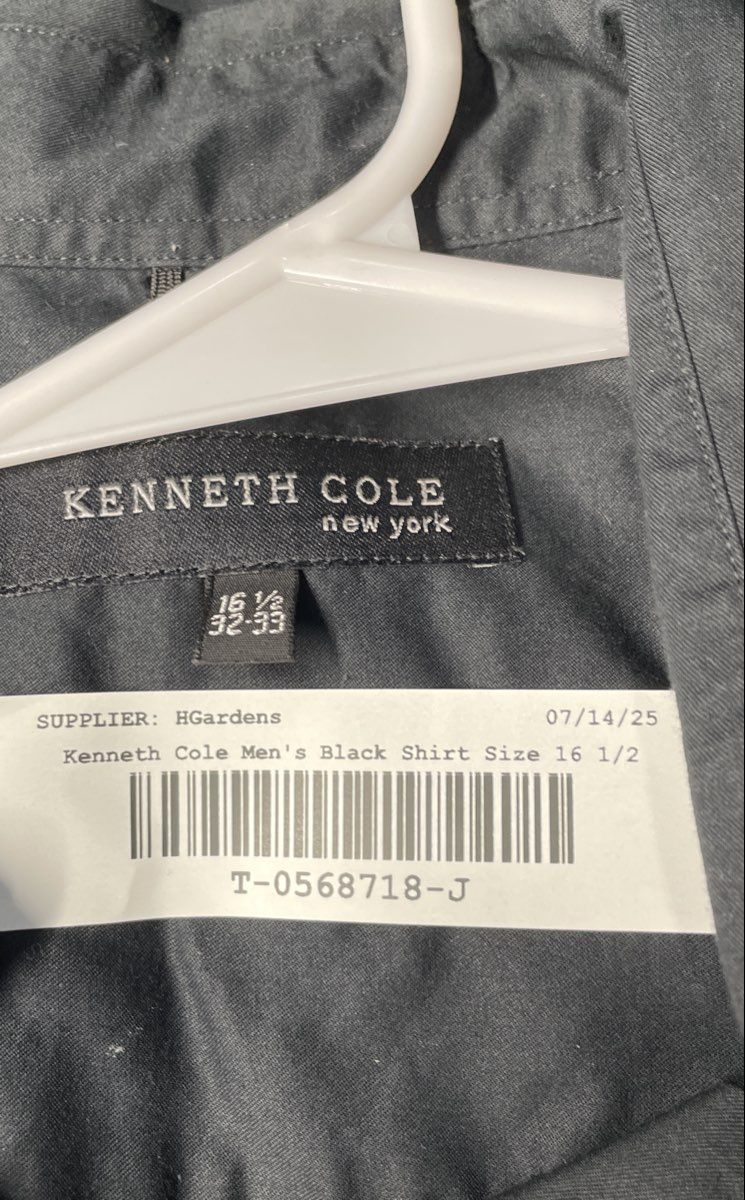 KENNETH COLE
new york
16 ½
32-33
SUPPLIER: HGardens 07/14/25
Kenneth Cole Men's Black Shirt Size 16 1/2
T-0568718-J